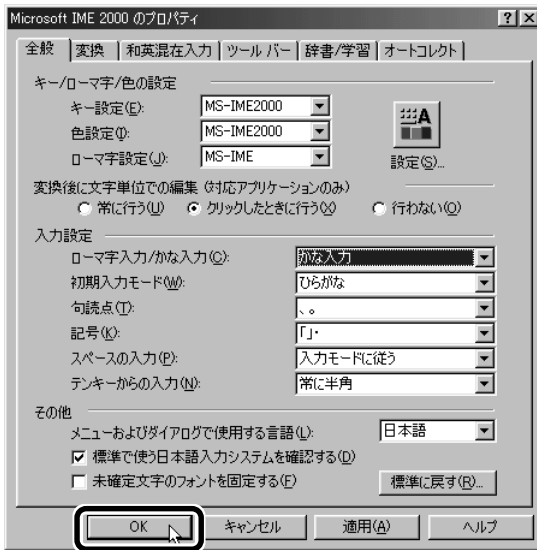 Microsoft IME 2000 のプロパティ
全般 変換 和英混在入力 ツール バー 辞書/学習 オートコレクト
キー/ローマ字/色の設定
キー設定(E): MS-IME2000
色設定(I): MS-IME2000
ローマ字設定(J): MS-IME
設定(S)...
変換後に文字単位での編集 (対応アプリケーションのみ)
常に行う(U) クリックしたときに行う(X) 行わない(O)
入力設定
ローマ字入力/かな入力(C): かな入力
初期入力モード(W): ひらがな
句読点(T): 、。
記号(K): 「」・
スペースの入力(P): 入力モードに従う
テンキーからの入力(N): 常に半角
その他
メニューおよびダイアログで使用する言語(L): 日本語
標準で使う日本語入力システムを確認する(D)
未確定文字のフォントを固定する(F) 標準に戻す(R)...
OK キャンセル 適用(A) ヘルプ